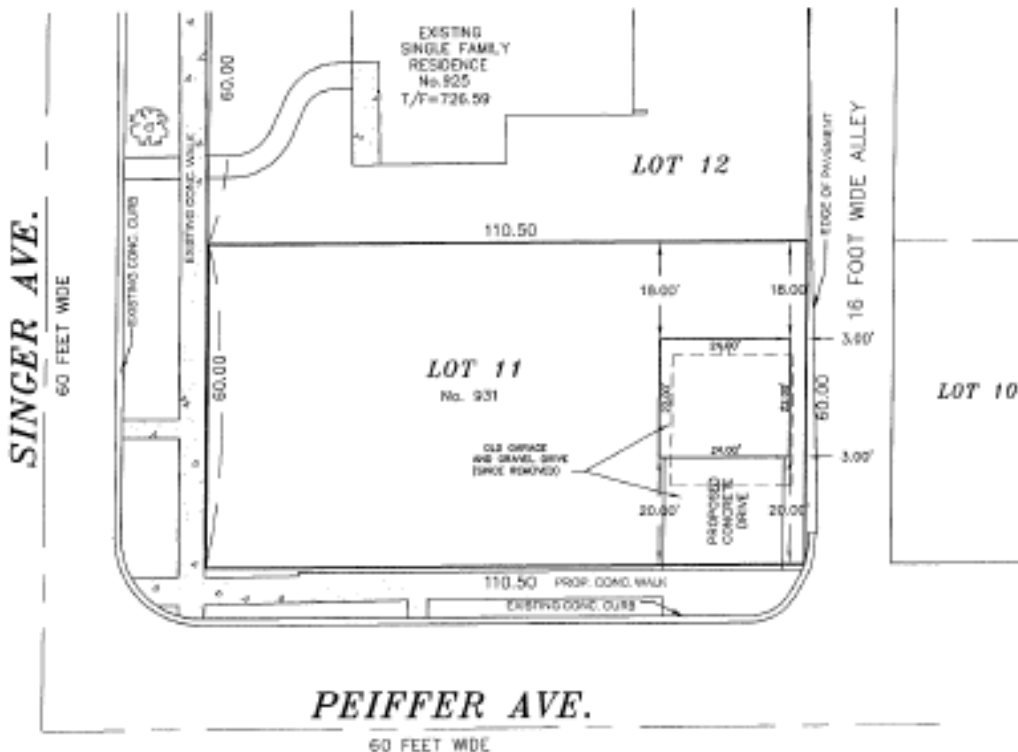 EXISTING
SINGLE FAMILY
RESIDENCE
No.925
T/F=726.59
60.00
EXISTING CONC. WALK
EXISTING CONC. CURB
LOT 12
EDGE OF PAVEMENT
16 FOOT WIDE ALLEY
SINGER AVE.
60 FEET WIDE
110.50
18.00'
18.00'
3.00'
60.00
LOT 11
No. 931
60.00
LOT 10
OLD GARAGE
AND GRAVEL DRIVE
(SINCE REMOVED)
24.00'
3.00'
20.00'
PROPOSED
CONCRETE
DRIVE
20.00'
110.50
PROP. CONC. WALK
EXISTING CONC. CURB
PEIFFER AVE.
60 FEET WIDE